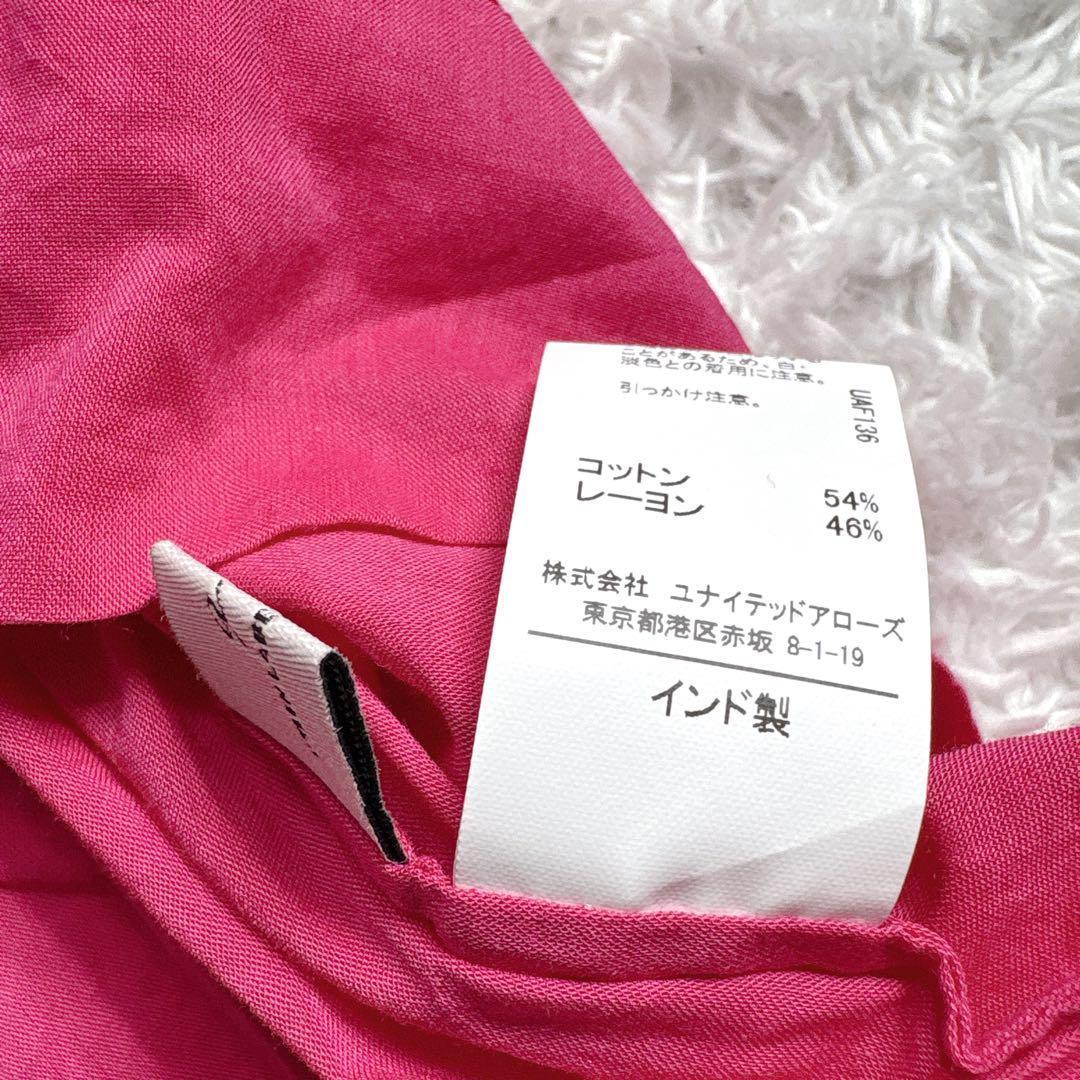 ことがあるため、白・
淡色との着用に注意。
引っかけ注意。
UAF136
コットン 54%
レーヨン 46%
株式会社 ユナイテッドアローズ
東京都港区赤坂 8-1-19
インド製